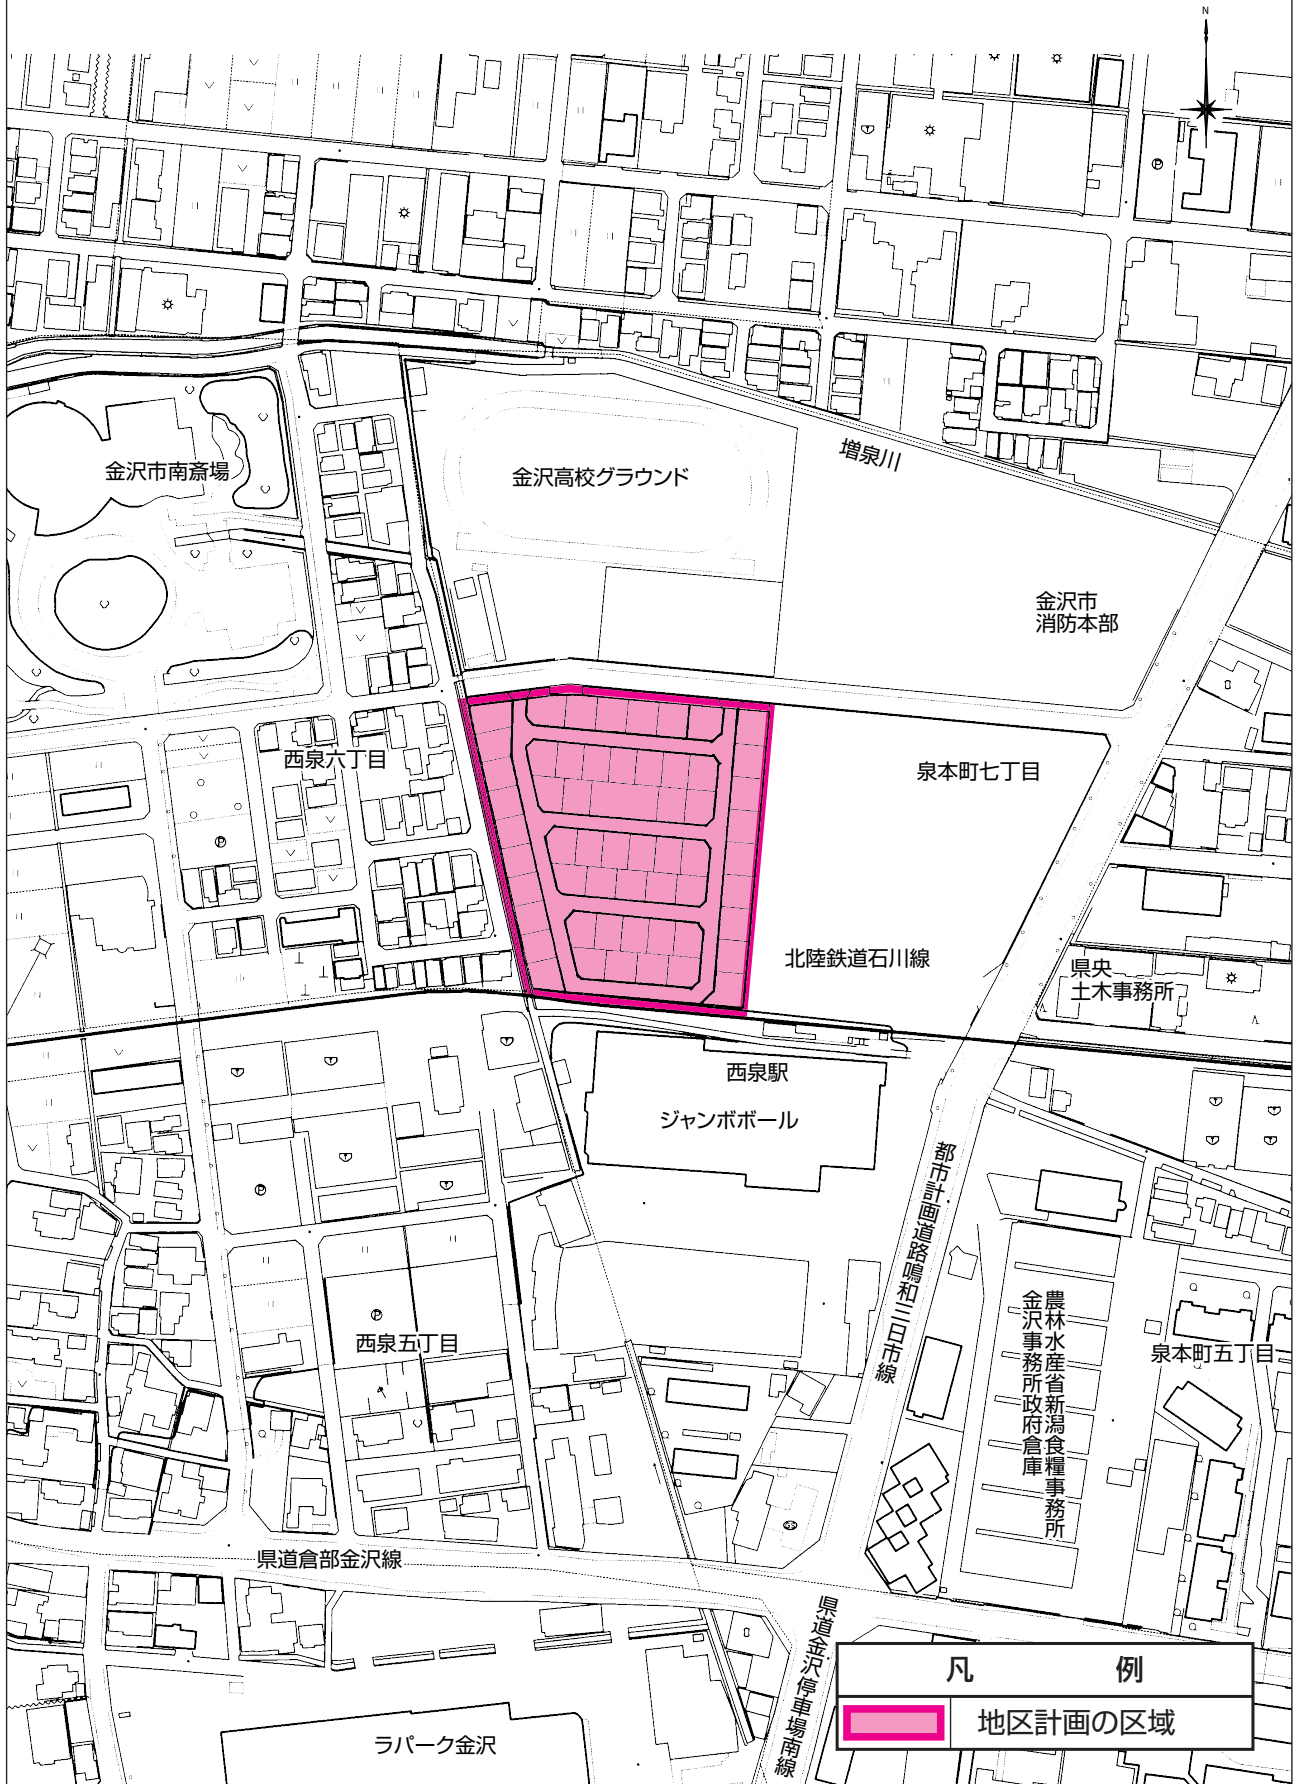 N
増泉川
金沢市南斎場
金沢高校グラウンド
金沢市
消防本部
西泉六丁目
泉本町七丁目
北陸鉄道石川線
県央
土木事務所
西泉駅
ジャンボボール
都市計画道路鳴和三日市線
農林水産省新潟食糧事務所
金沢事務所政府倉庫
西泉五丁目
泉本町五丁目
県道倉部金沢線
県道金沢停車場南線
ラパーク金沢
凡 例
地区計画の区域